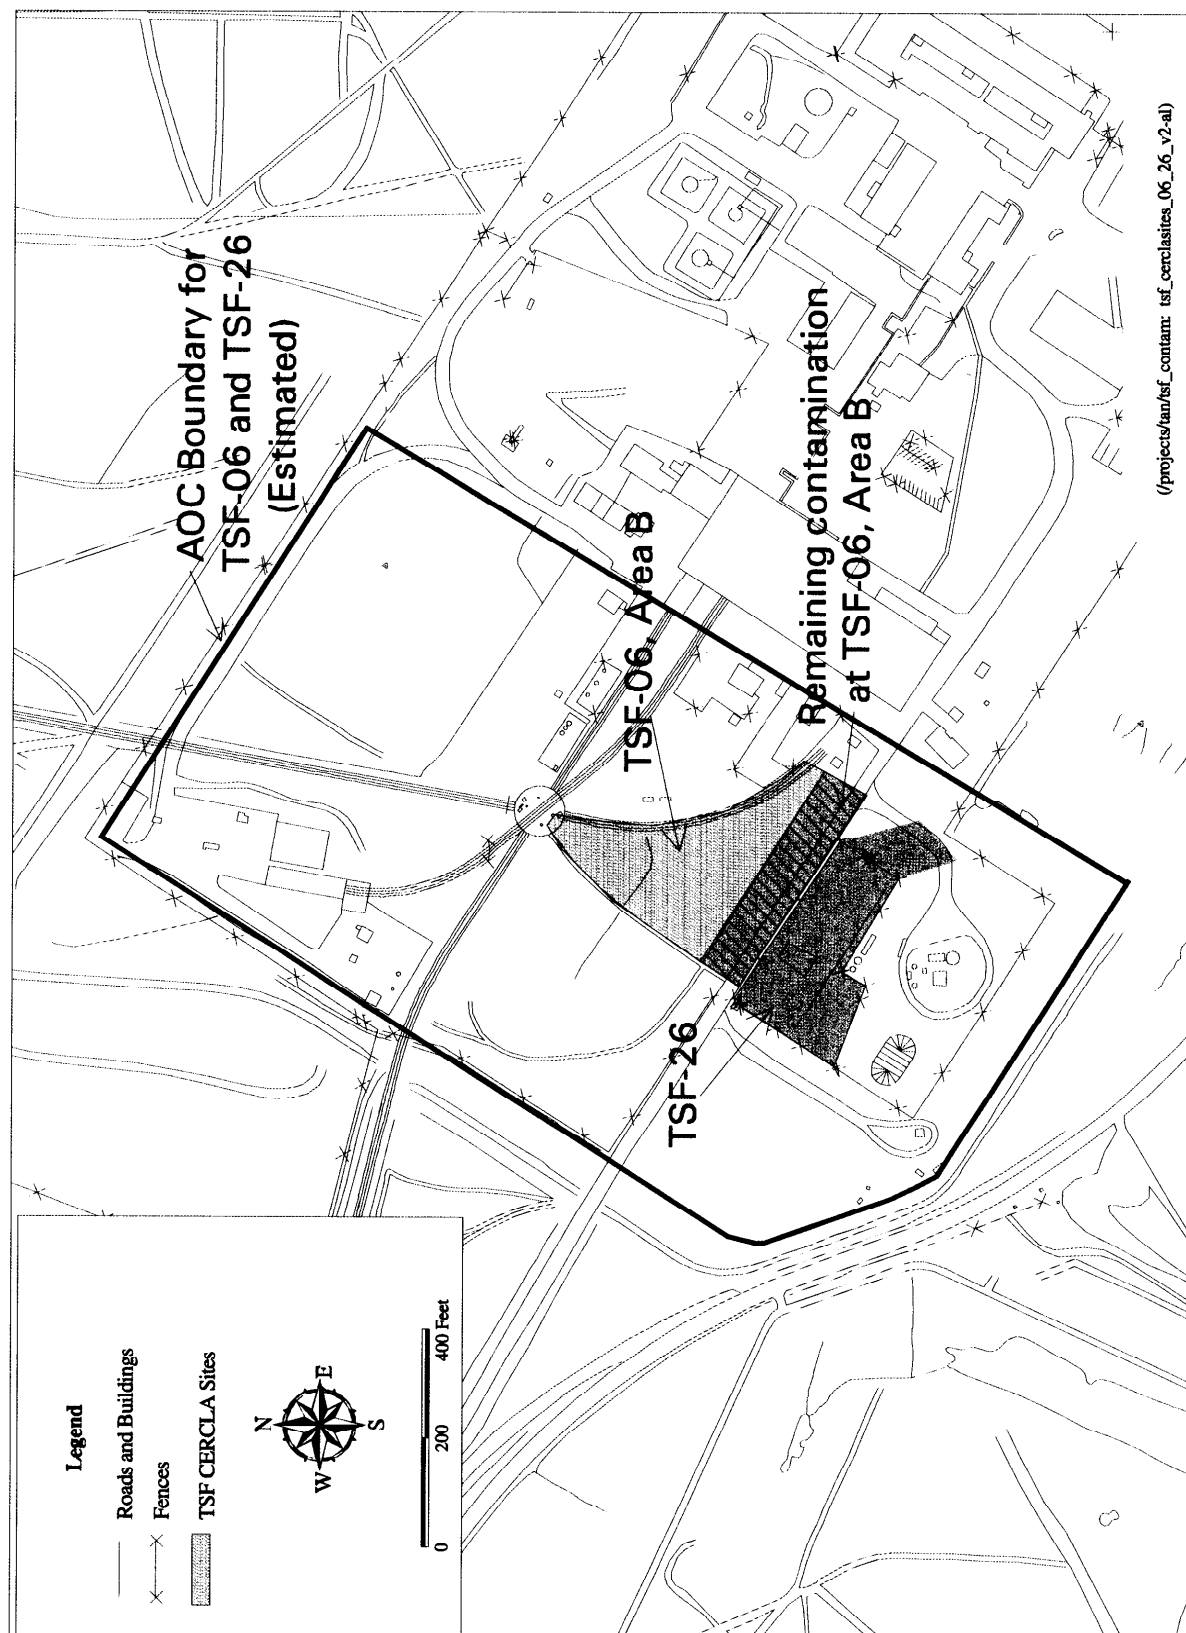 AOC Boundary for
TSF-06 and TSF-26
(Estimated)
TSF-06, Area B
Remaining contamination
at TSF-06, Area B
TSF-26
Legend
Roads and Buildings
Fences
TSF CERCLA Sites
N
W
E
S
0
200
400 Feet
(/projects/tan/tsf_contam: tsf_cerclasites_06_26_v2-al)